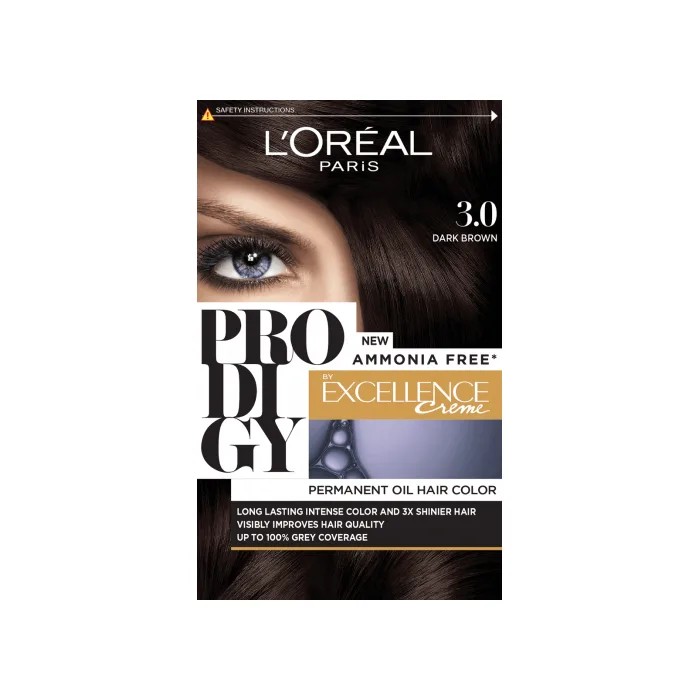 SAFETY INSTRUCTIONS
L'ORÉAL
PARiS
3.0
DARK BROWN
PRO
DI
GY
NEW
AMMONIA FREE*
BY
EXCELLENCE
Creme
PERMANENT OIL HAIR COLOR
LONG LASTING INTENSE COLOR AND 3X SHINIER HAIR
VISIBLY IMPROVES HAIR QUALITY
UP TO 100% GREY COVERAGE